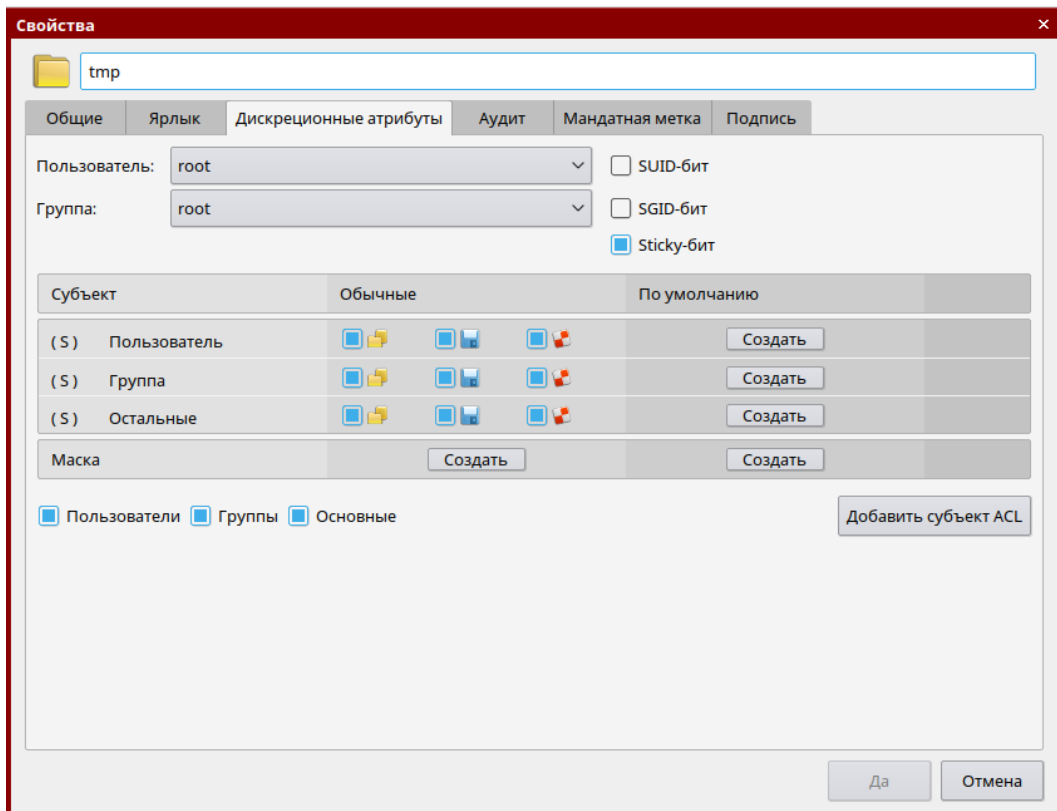 Свойства
tmp
Общие Ярлык Дискреционные атрибуты Аудит Мандатная метка Подпись
Пользователь: root SUID-бит
Группа: root SGID-бит
Sticky-бит
Субъект Обычные По умолчанию
(S) Пользователь Создать
(S) Группа Создать
(S) Остальные Создать
Маска Создать Создать
Пользователи Группы Основные Добавить субъект ACL
Да Отмена